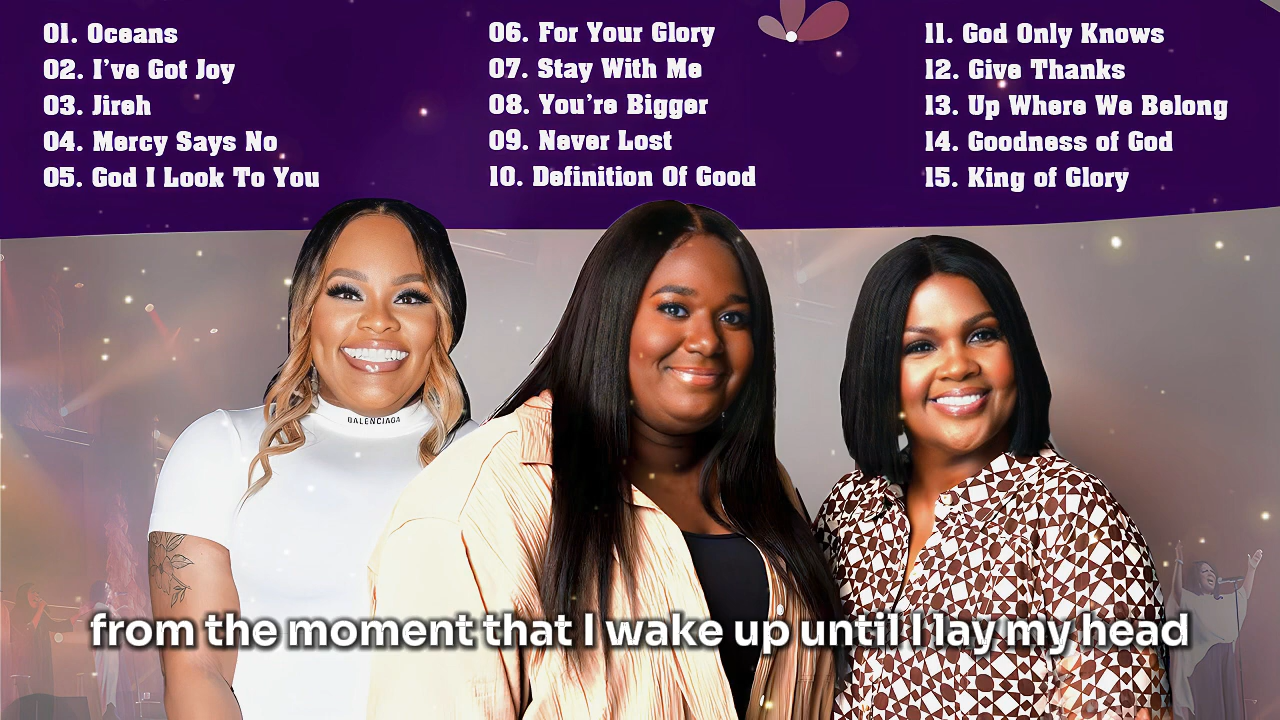 01. Oceans
02. I've Got Joy
03. Jireh
04. Mercy Says No
05. God I Look To You
06. For Your Glory
07. Stay With Me
08. You're Bigger
09. Never Lost
10. Definition Of Good
11. God Only Knows
12. Give Thanks
13. Up Where We Belong
14. Goodness of God
15. King of Glory
BALENCIAGA
from the moment that I wake up until I lay my head